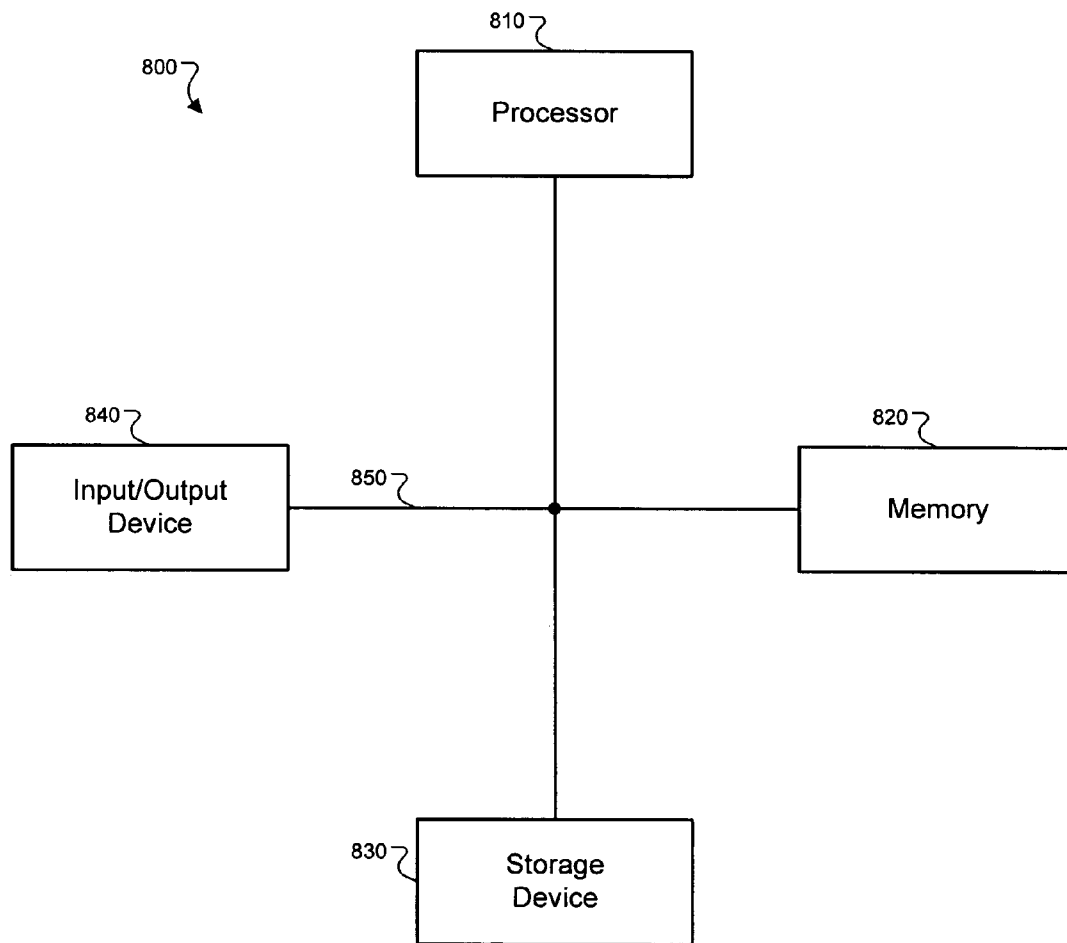 810
800
Processor
840
820
Input/Output
Device
850
Memory
830
Storage
Device